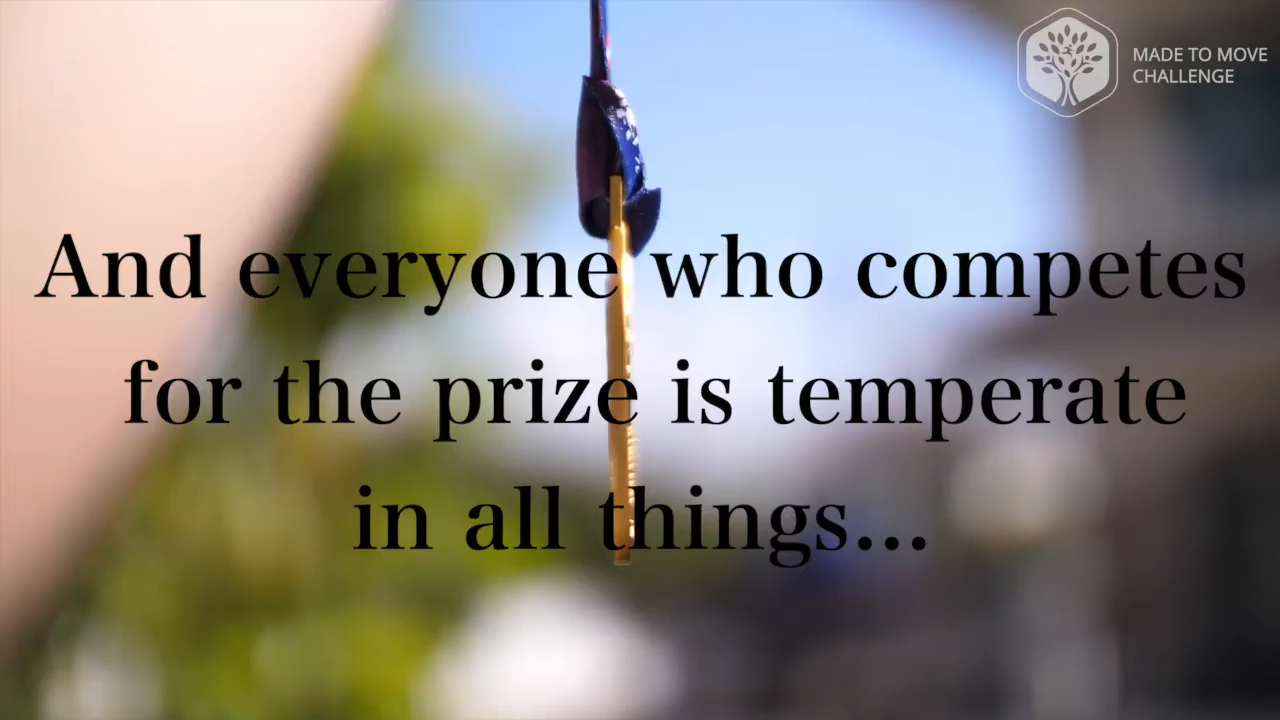 MADE TO MOVE
CHALLENGE
And everyone who competes
for the prize is temperate
in all things...